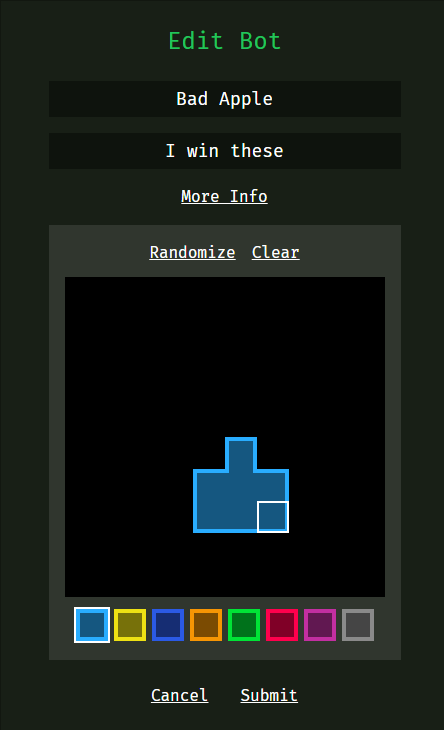 Edit Bot
Bad Apple
I win these
More Info
Randomize Clear
Cancel Submit